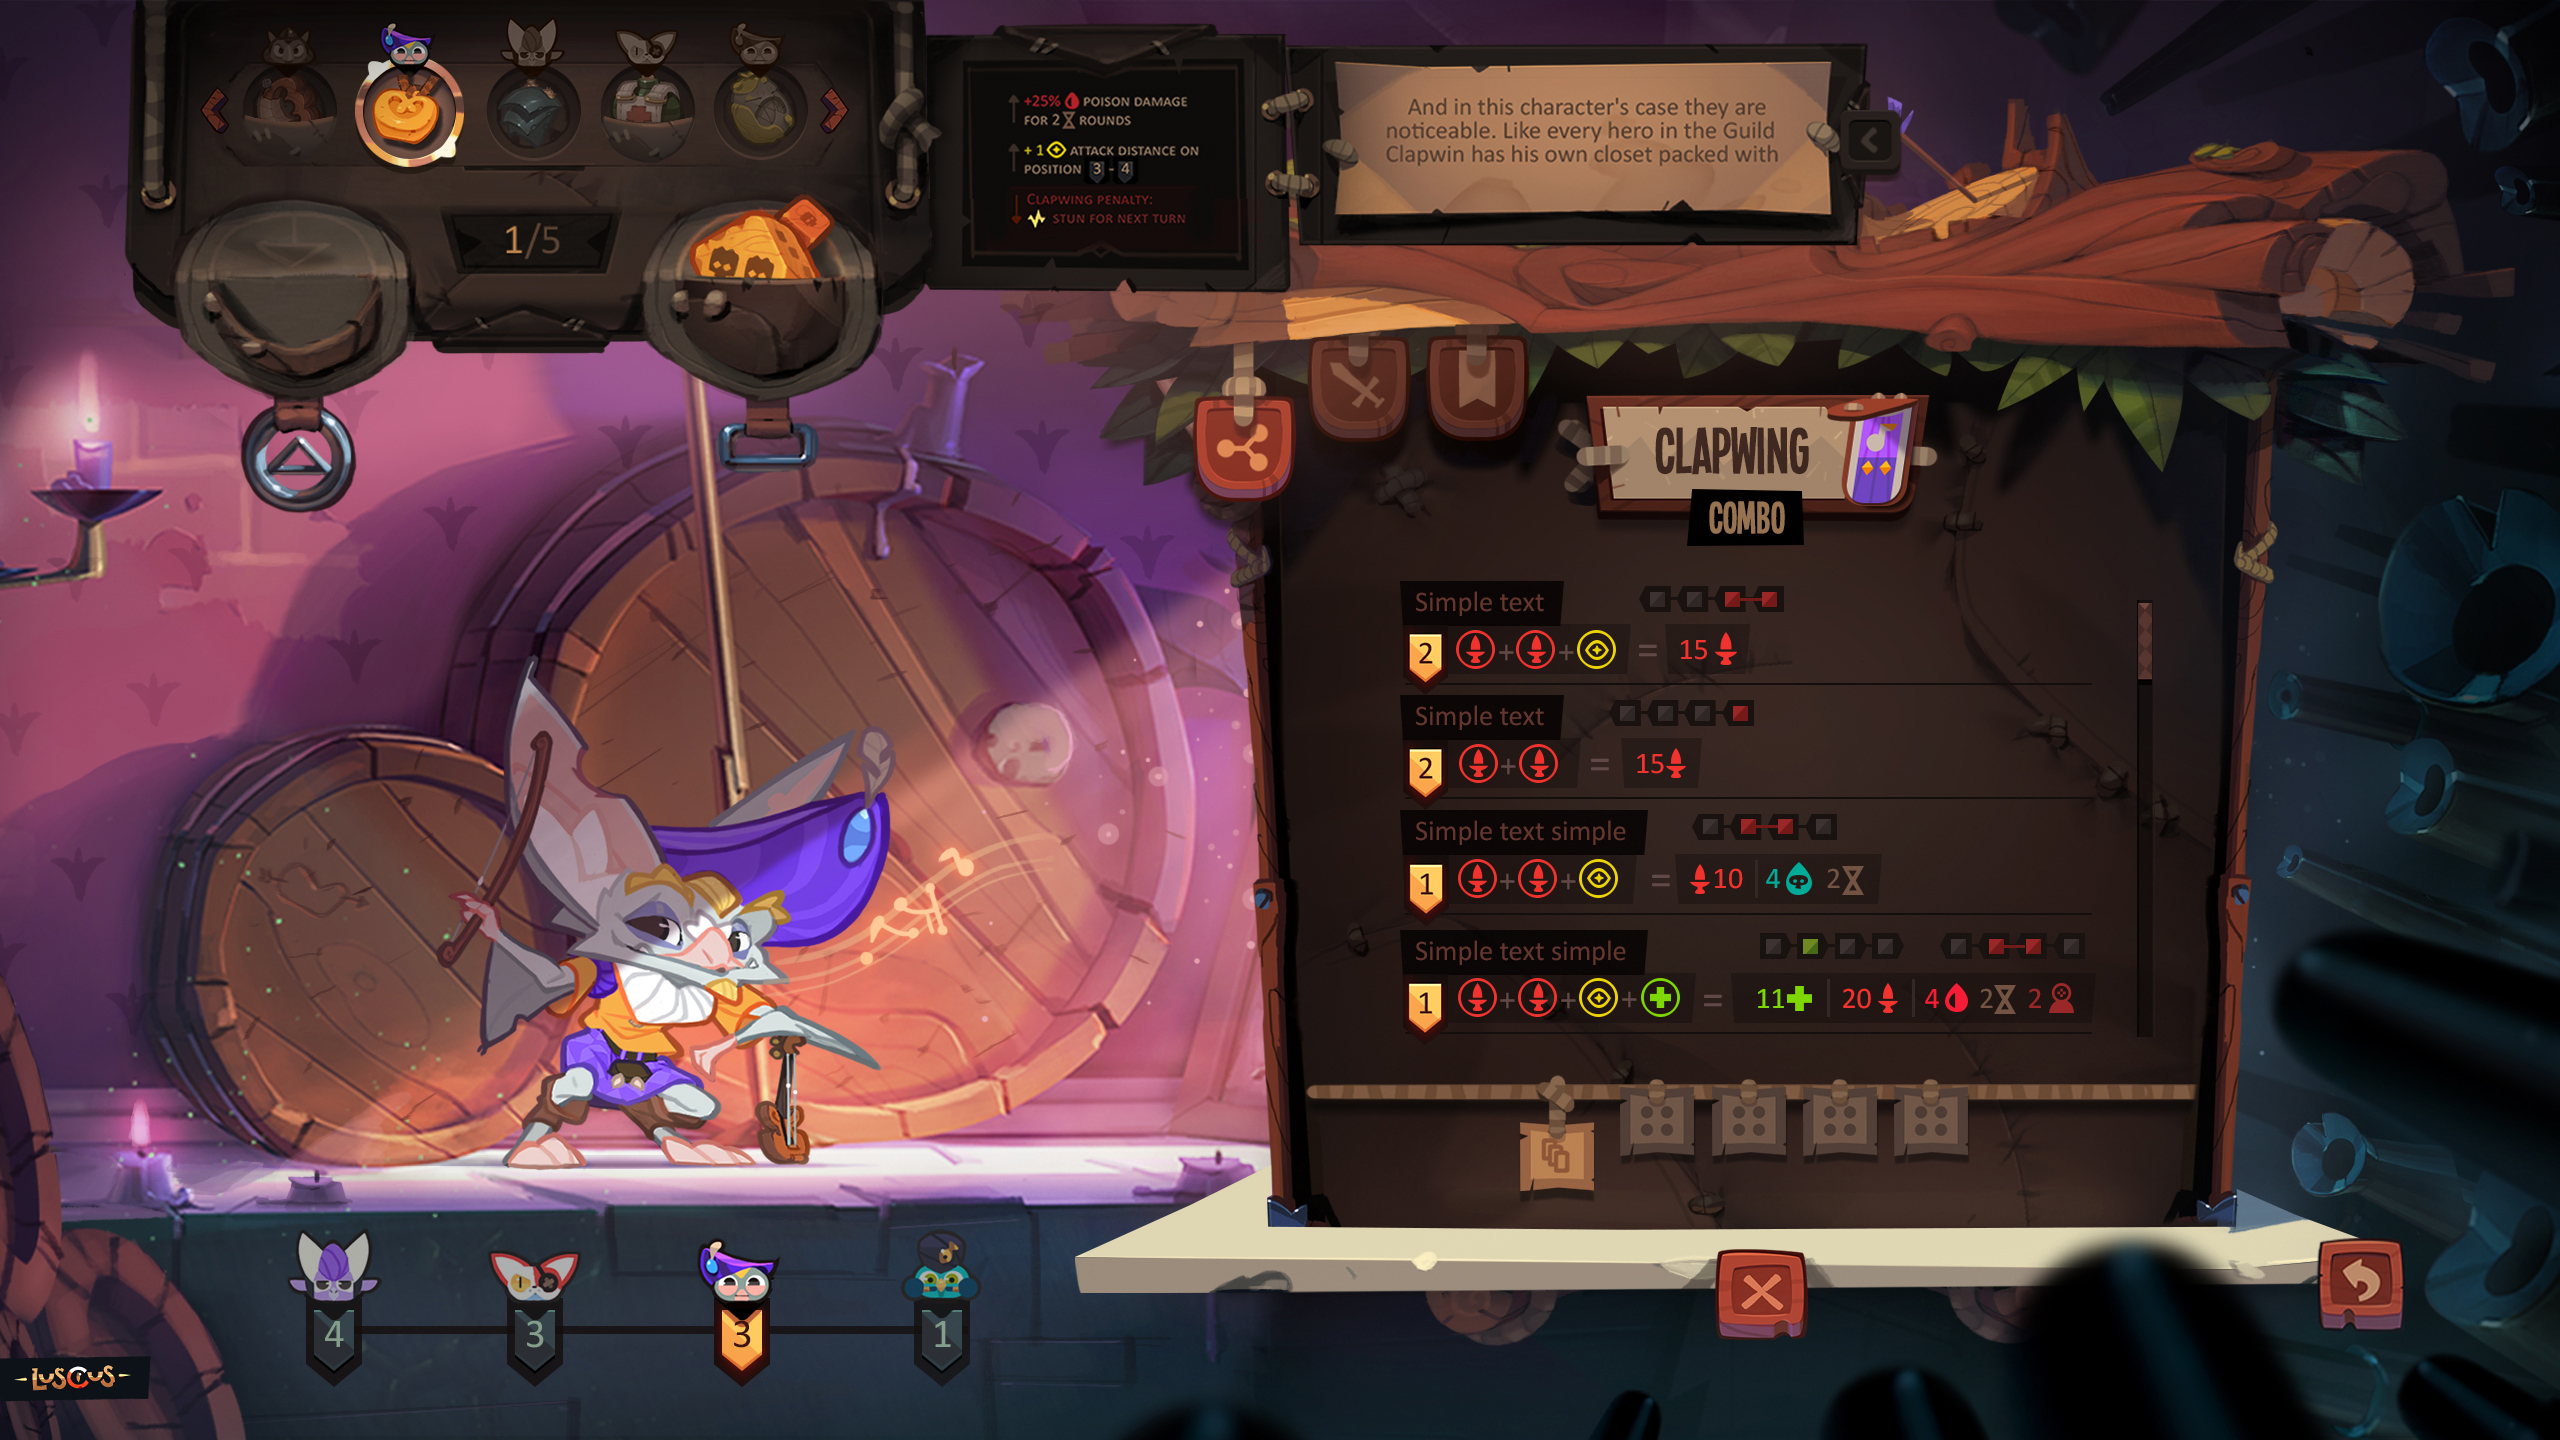 1/5
+25% POISON DAMAGE
FOR 2 ROUNDS
+ 1 ATTACK DISTANCE ON
POSITION 3 - 4
CLAPWING PENALTY:
STUN FOR NEXT TURN
And in this character's case they are
noticeable. Like every hero in the Guild
Clapwin has his own closet packed with
CLAPWING
COMBO
Simple text
2 + + = 15
Simple text
2 + = 15
Simple text simple
1 + + = 10 4 2
Simple text simple
1 + + + = 11 20 4 2 2
4 3 3 1
LUSCUS